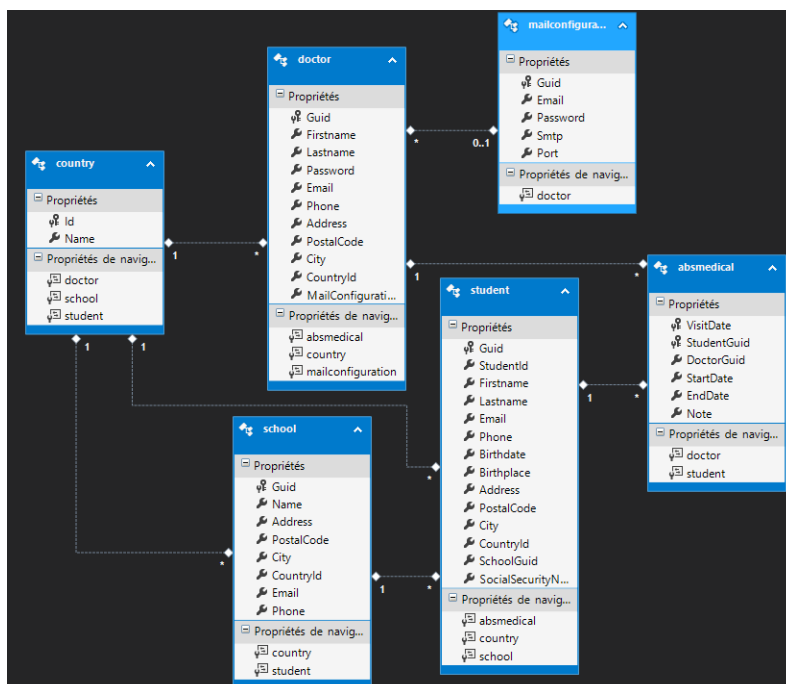 mailconfigura...
Propriétés
Guid
Email
Password
Smtp
Port
Propriétés de navig...
doctor
doctor
Propriétés
Guid
Firstname
Lastname
Password
Email
Phone
Address
PostalCode
City
CountryId
MailConfigurati...
Propriétés de navig...
absmedical
country
mailconfiguration
* 0..1
country
Propriétés
Id
Name
Propriétés de navig...
doctor
school
student
1 *
1 *
absmedical
Propriétés
VisitDate
StudentGuid
DoctorGuid
StartDate
EndDate
Note
Propriétés de navig...
doctor
student
student
Propriétés
Guid
StudentId
Firstname
Lastname
Email
Phone
Birthdate
Birthplace
Address
PostalCode
City
CountryId
SchoolGuid
SocialSecurityN...
Propriétés de navig...
absmedical
country
school
1 *
1 1
*
school
Propriétés
Guid
Name
Address
PostalCode
City
CountryId
Email
Phone
Propriétés de navig...
country
student
*
1 *